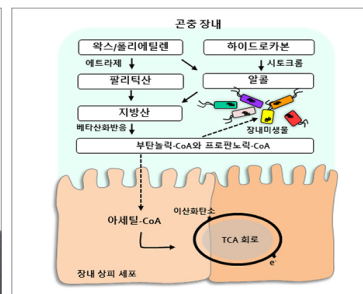 곤충 장내
왁스/폴리에틸렌
하이드로카본
에트라제
시토크롬
팔리틱산
알콜
지방산
베타산화반응
장내미생물
부탄놀릭-CoA와 프로판노릭-CoA
아세틸-CoA
이산화탄소
TCA 회로
e-
장내 상피 세포